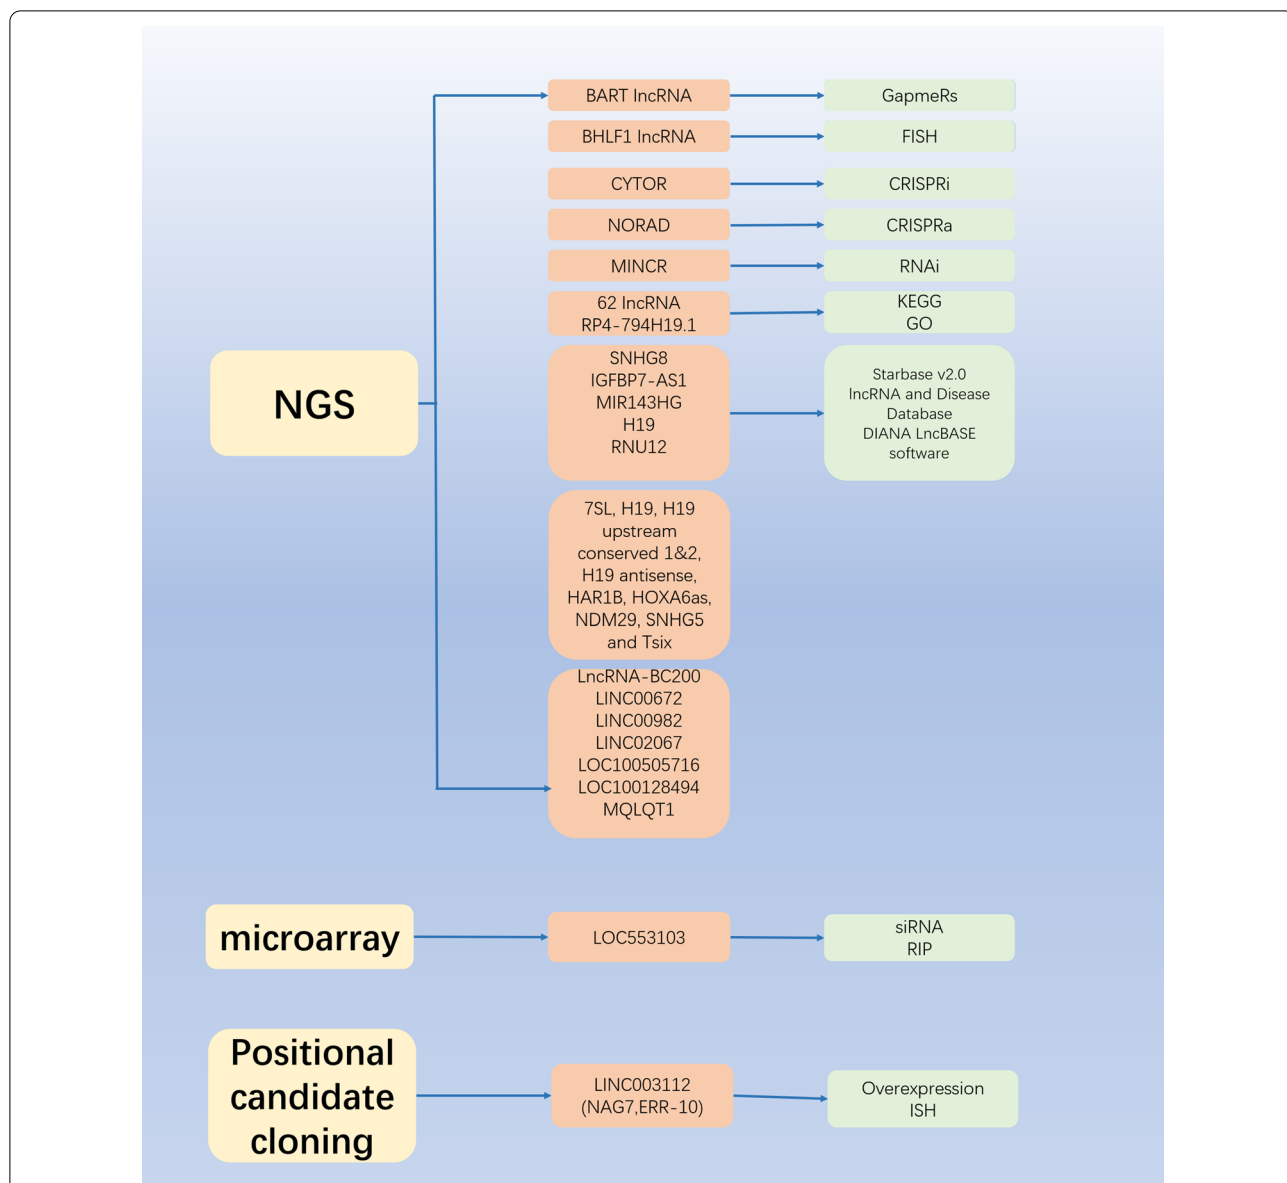 BART lncRNA
GapmeRs
BHLF1 lncRNA
FISH
CYTOR
CRISPRi
NORAD
CRISPRa
MINCR
RNAi
62 lncRNA
RP4-794H19.1
KEGG
GO
NGS
SNHG8
IGFBP7-AS1
MIR143HG
H19
RNU12
Starbase v2.0
lncRNA and Disease
Database
DIANA LncBASE
software
7SL, H19, H19
upstream
conserved 1&2,
H19 antisense,
HAR1B, HOXA6as,
NDM29, SNHG5
and Tsix
LncRNA-BC200
LINC00672
LINC00982
LINC02067
LOC100505716
LOC100128494
MQLQT1
microarray
LOC553103
siRNA
RIP
Positional
candidate
cloning
LINC003112
(NAG7,ERR-10)
Overexpression
ISH